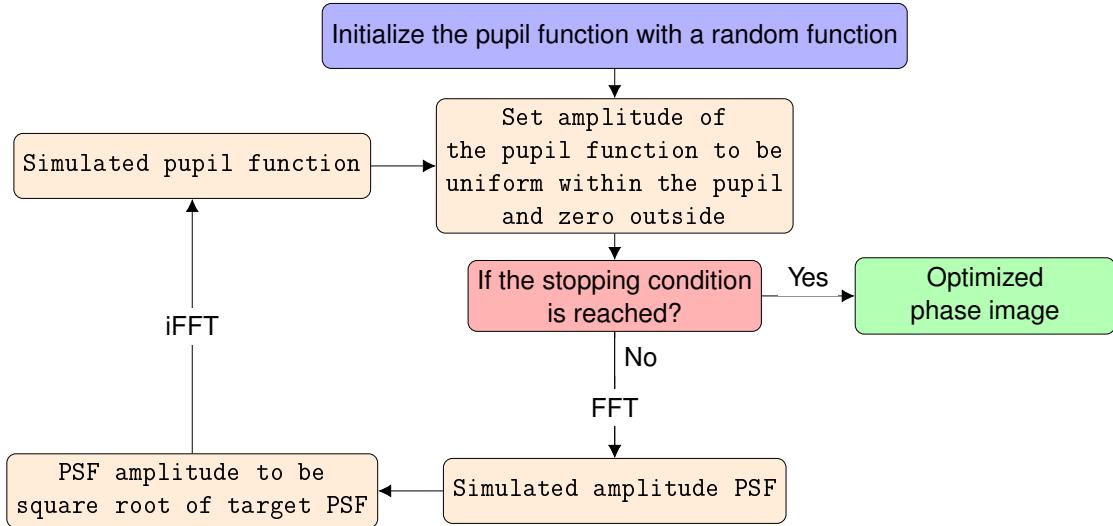 Initialize the pupil function with a random function
Set amplitude of
the pupil function to be
uniform within the pupil
and zero outside
Simulated pupil function
If the stopping condition
is reached?
Yes
Optimized
phase image
No
FFT
iFFT
Simulated amplitude PSF
PSF amplitude to be
square root of target PSF